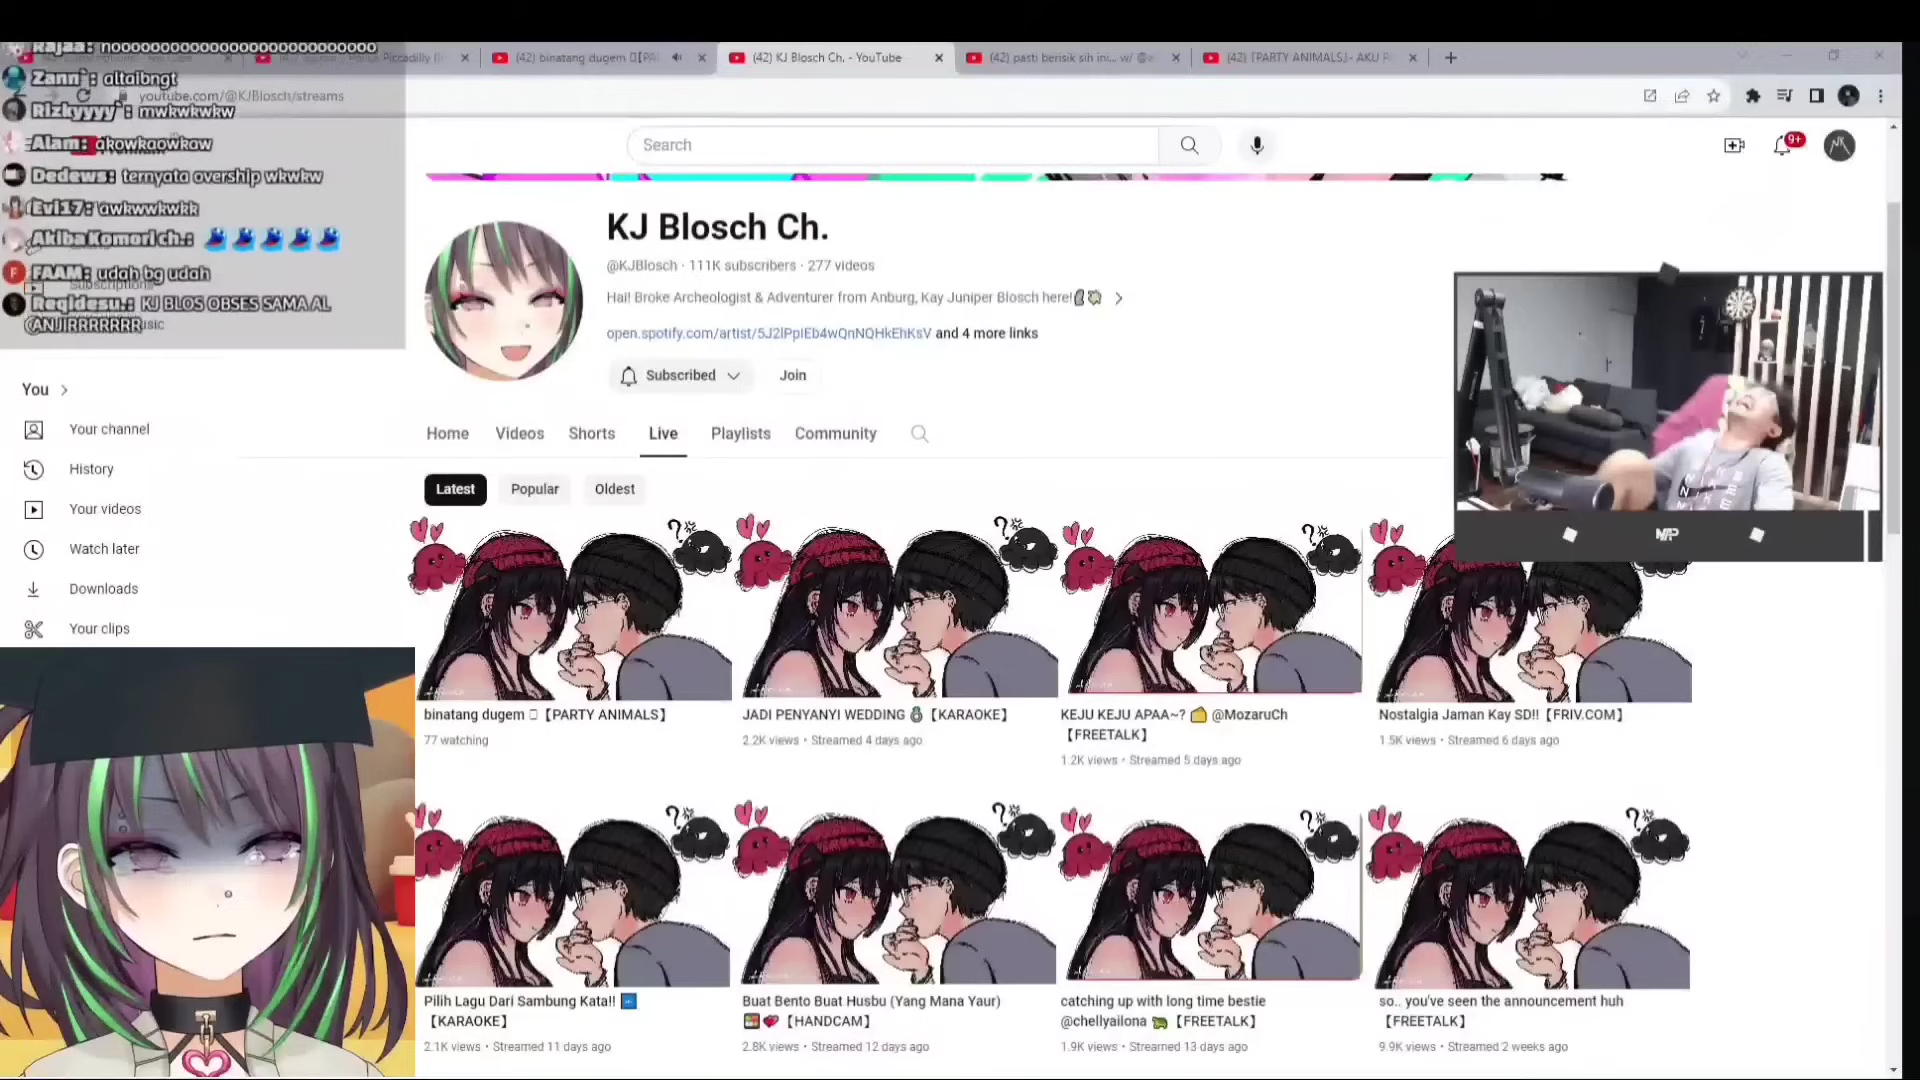 Rajaa: noooooooooooooooooooooooooooo
Piccadilly
(42) binatang dugem
(42) KJ Blosch Ch. - YouTube
(42) pasti berisik sih ini... w/ @
(42) [PARTY ANIMALS] - AKU
Zann`: altaibngt
youtube.com/@KJBlosch/streams
Rizkyyyy`: mwkwkwkw
Alam: akowkaowkaw
Dedews.: ternyata overship wkwkw
Evl17: awkwwkwkk
Akiba Komori ch.:
FAAM: udah bg udah
Subscriptions
Reqidesu.: KJ BLOS OBSES SAMA AL
@ANJIRRRRRRR
Search
9+
KJ Blosch Ch.
@KJBlosch · 111K subscribers · 277 videos
Hai! Broke Archeologist & Adventurer from Anburg, Kay Juniper Blosch here!
open.spotify.com/artist/5J2lPpIEb4wQnNQHkEhKsV and 4 more links
Subscribed
Join
Home
Videos
Shorts
Live
Playlists
Community
Latest
Popular
Oldest
You
Your channel
History
Your videos
Watch later
Downloads
Your clips
binatang dugem 【PARTY ANIMALS】
77 watching
JADI PENYANYI WEDDING 【KARAOKE】
2.2K views · Streamed 4 days ago
KEJU KEJU APAA~? @MozaruCh
【FREETALK】
1.2K views · Streamed 5 days ago
Nostalgia Jaman Kay SD!!【FRIV.COM】
1.5K views · Streamed 6 days ago
Pilih Lagu Dari Sambung Kata!!
【KARAOKE】
2.1K views · Streamed 11 days ago
Buat Bento Buat Husbu (Yang Mana Yaur)
【HANDCAM】
2.8K views · Streamed 12 days ago
catching up with long time bestie
@chellyailona 【FREETALK】
1.9K views · Streamed 13 days ago
so.. you've seen the announcement huh
【FREETALK】
9.9K views · Streamed 2 weeks ago